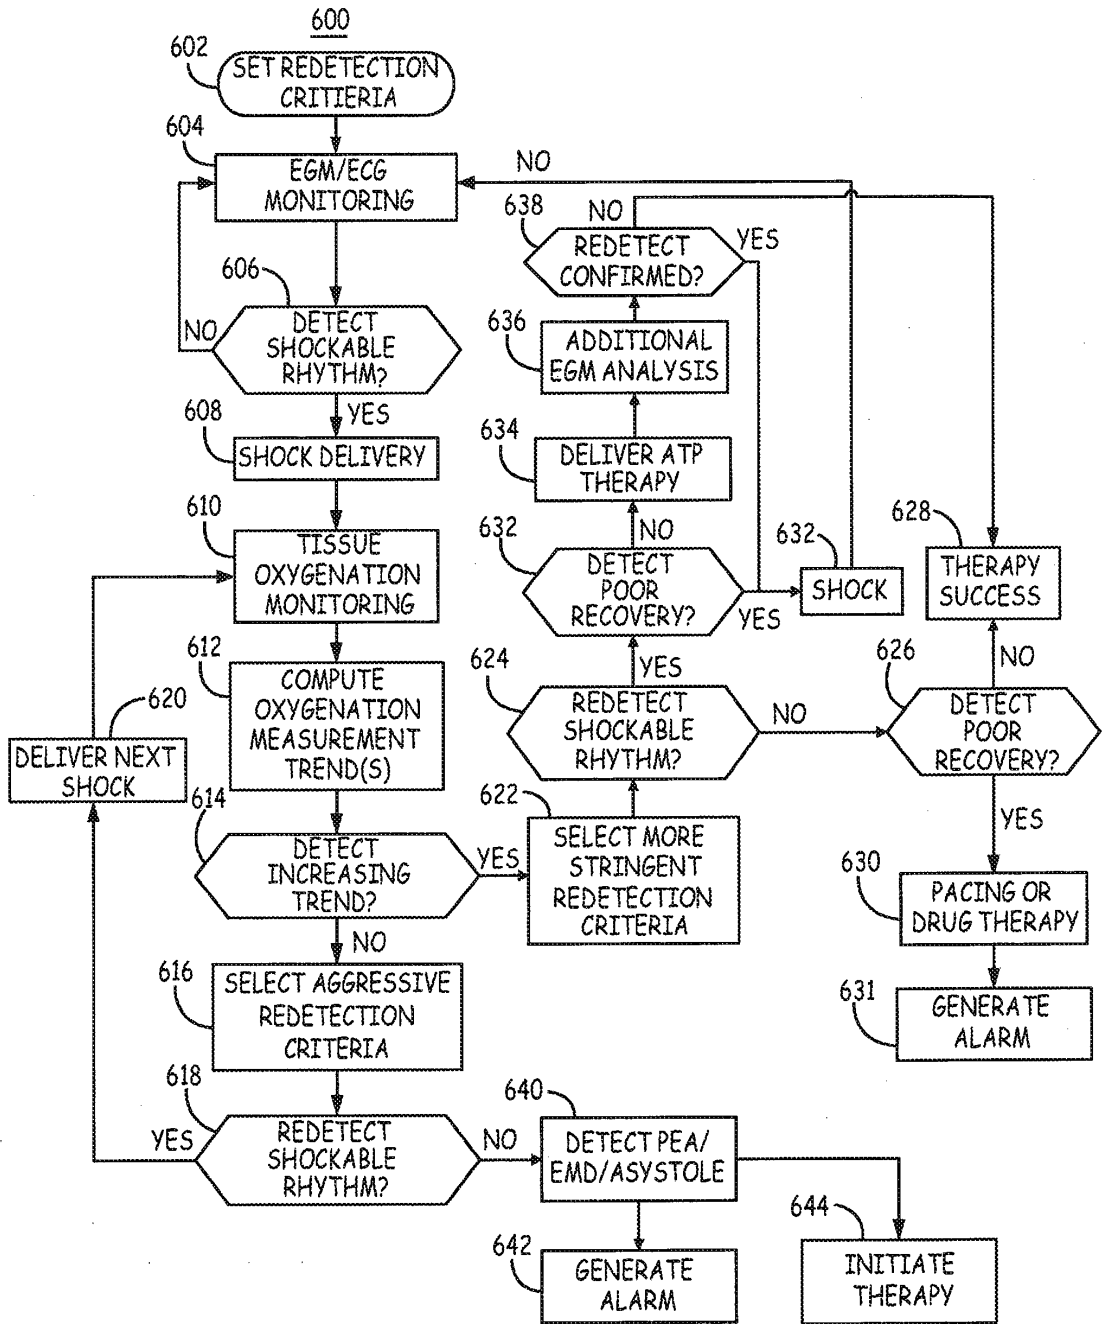 600
602
SET REDETECTION
CRITIERIA
604
EGM/ECG
MONITORING
NO
606
DETECT
SHOCKABLE
RHYTHM?
NO
YES
608
SHOCK DELIVERY
610
TISSUE
OXYGENATION
MONITORING
612
COMPUTE
OXYGENATION
MEASUREMENT
TREND(S)
620
DELIVER NEXT
SHOCK
614
DETECT
INCREASING
TREND?
YES
NO
616
SELECT AGGRESSIVE
REDETECTION
CRITERIA
618
REDETECT
SHOCKABLE
RHYTHM?
YES
NO
622
SELECT MORE
STRINGENT
REDETECTION
CRITERIA
624
REDETECT
SHOCKABLE
RHYTHM?
YES
NO
632
DETECT
POOR
RECOVERY?
NO
YES
634
DELIVER ATP
THERAPY
636
ADDITIONAL
EGM ANALYSIS
638
REDETECT
CONFIRMED?
NO
YES
632
SHOCK
628
THERAPY
SUCCESS
NO
626
DETECT
POOR
RECOVERY?
YES
630
PACING OR
DRUG THERAPY
631
GENERATE
ALARM
640
DETECT PEA/
EMD/ASYSTOLE
642
GENERATE
ALARM
644
INITIATE
THERAPY